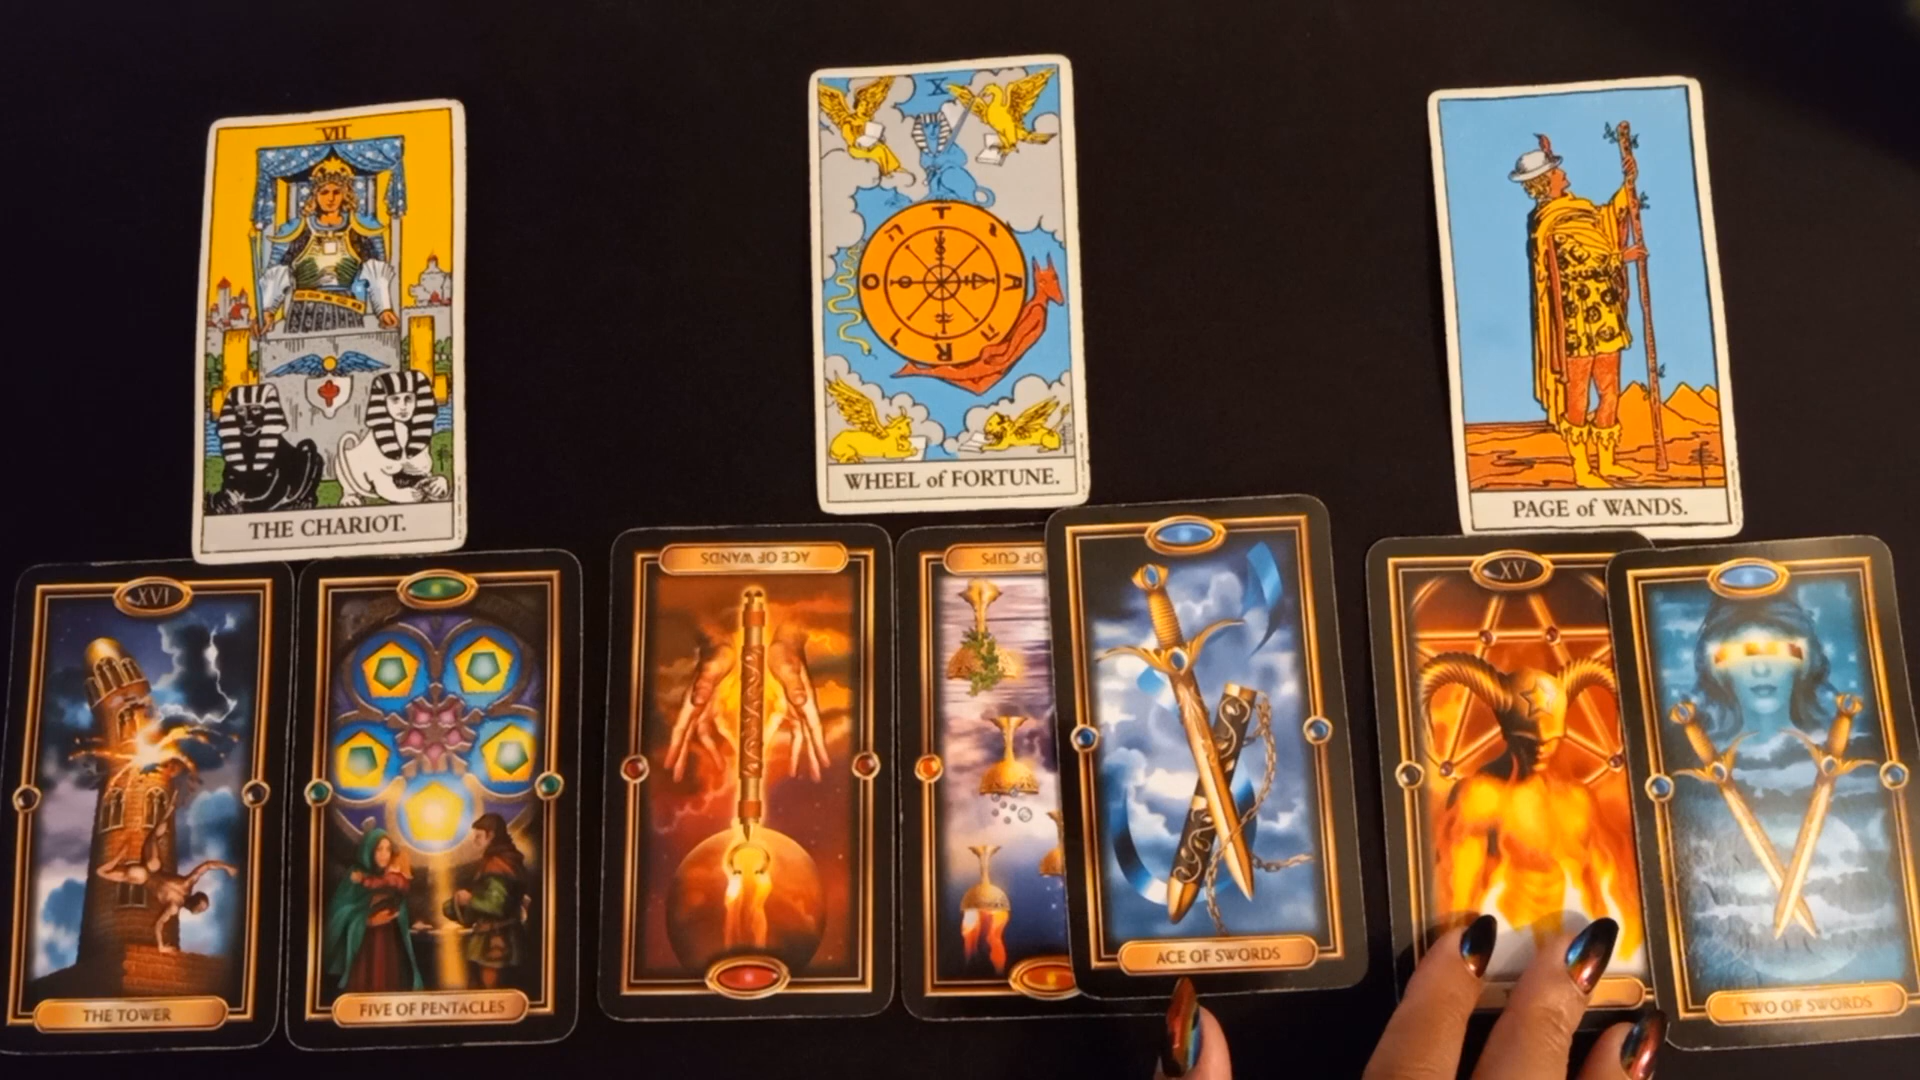 VII
THE CHARIOT.
X
WHEEL of FORTUNE.
T
A
R
O
PAGE of WANDS.
XVI
THE TOWER
FIVE OF PENTACLES
ACE OF WANDS
OF CUPS
ACE OF SWORDS
XV
TWO OF SWORDS